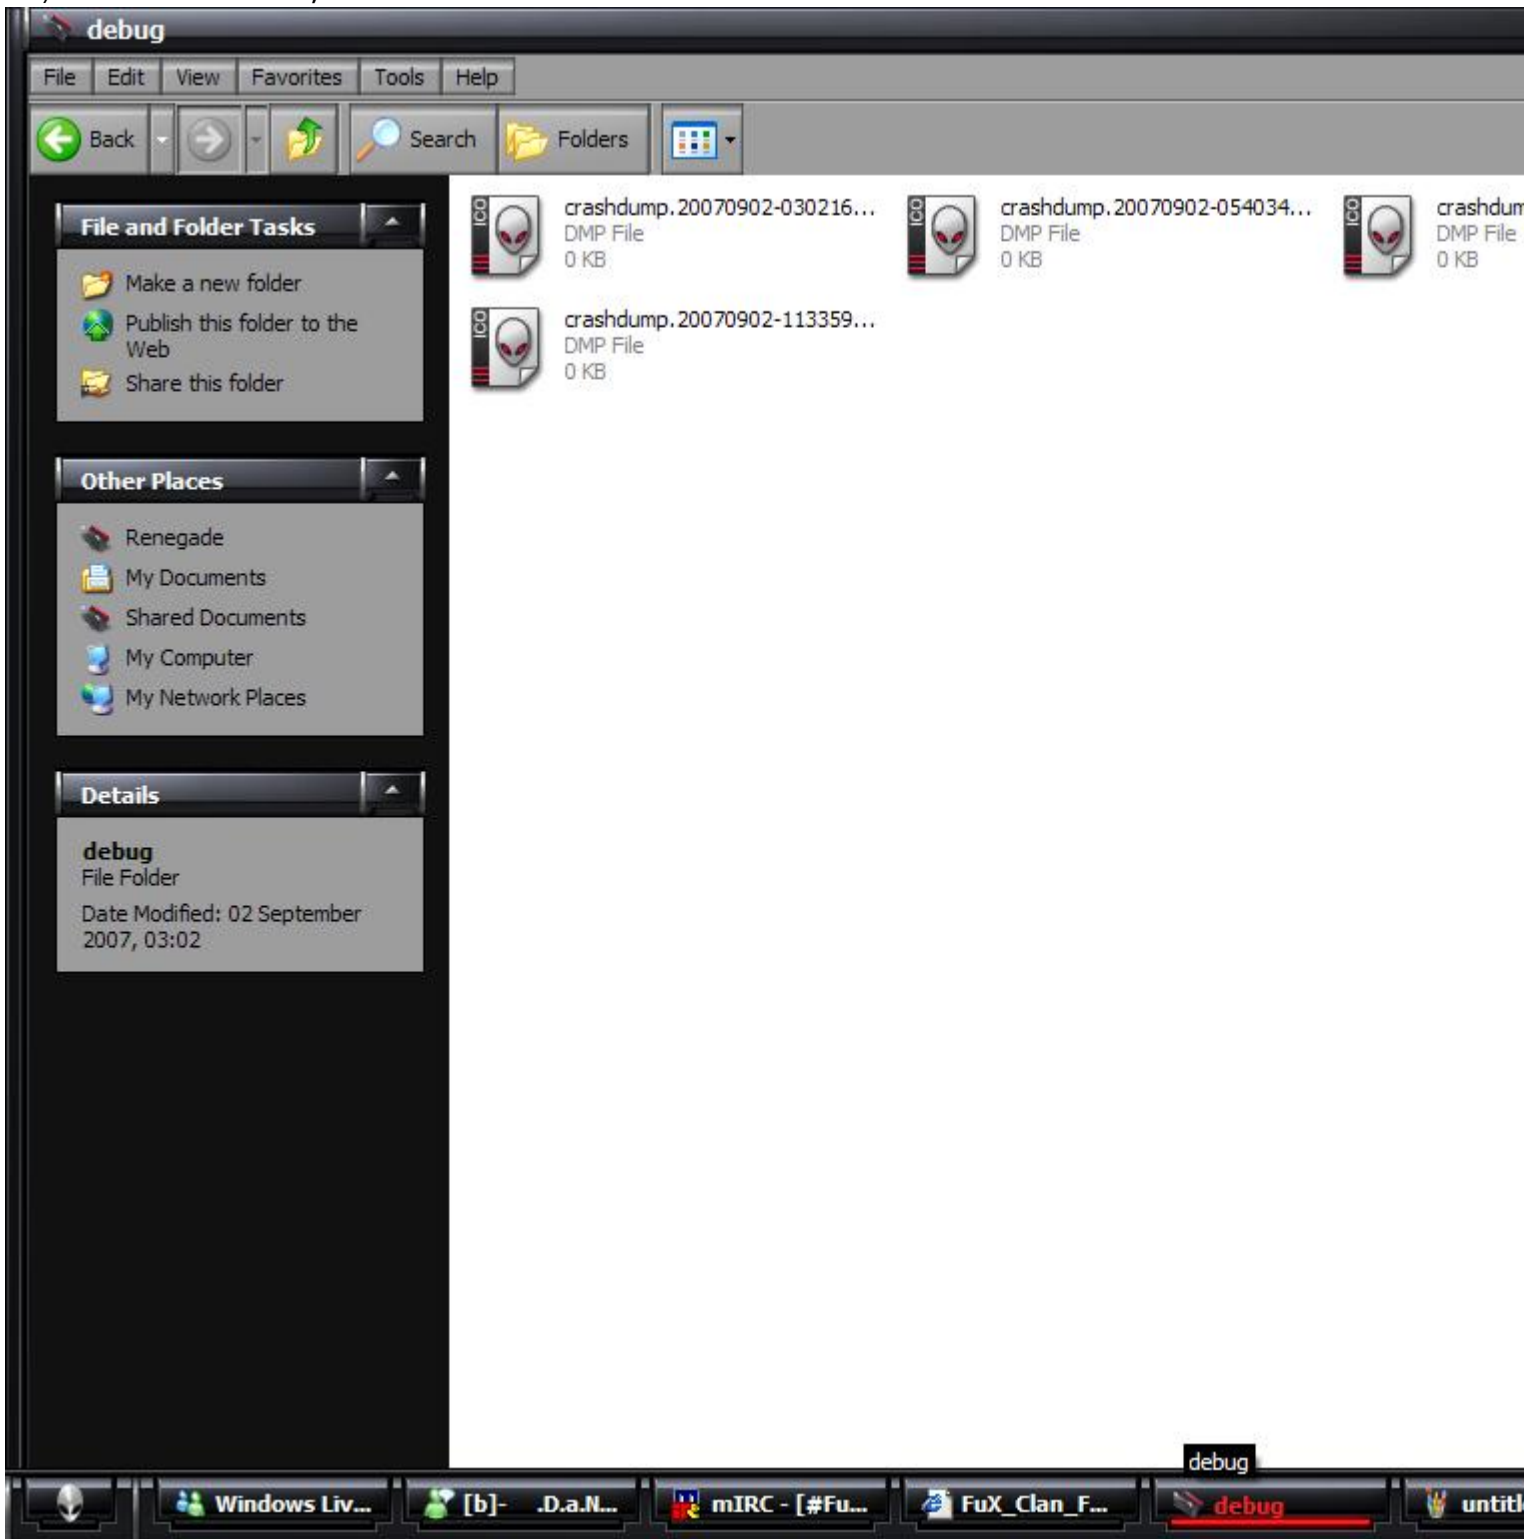 debug
File Edit View Favorites Tools Help
Back Search Folders
File and Folder Tasks
Make a new folder
Publish this folder to the
Web
Share this folder
Other Places
Renegade
My Documents
Shared Documents
My Computer
My Network Places
Details
debug
File Folder
Date Modified: 02 September
2007, 03:02
ICO
crashdump.20070902-030216...
DMP File
0 KB
ICO
crashdump.20070902-054034...
DMP File
0 KB
ICO
DMP File
0 KB
ICO
crashdump.20070902-113359...
DMP File
0 KB
debug
Windows Liv... [b]- .D.a.N... mIRC - [#Fu... FuX_Clan_F... debug